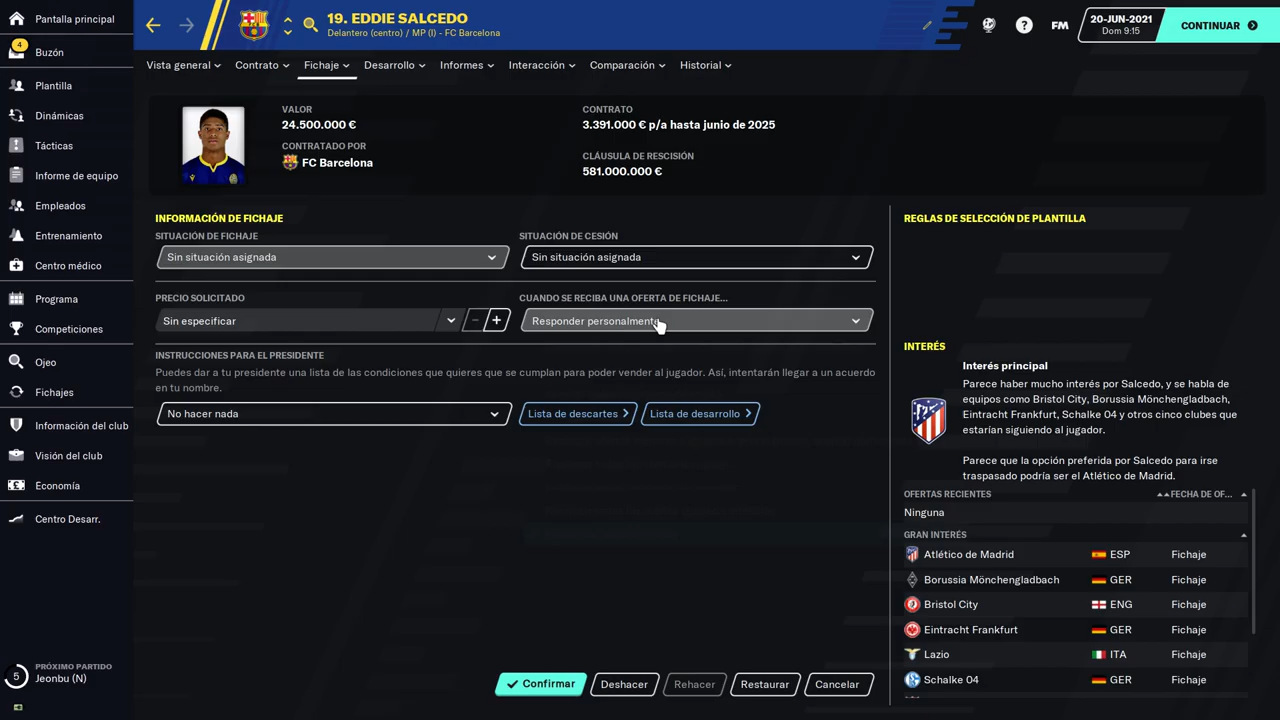 Pantalla principal
4
Buzón
Plantilla
Dinámicas
Tácticas
Informe de equipo
Empleados
Entrenamiento
Centro médico
Programa
Competiciones
Ojeo
Fichajes
Información del club
Visión del club
Economía
Centro Desarr.
5
PRÓXIMO PARTIDO
Jeonbu (N)
19. EDDIE SALCEDO
Delantero (centro) / MP (I) - FC Barcelona
?
FM
20-JUN-2021
Dom 9:15
CONTINUAR
Vista general
Contrato
Fichaje
Desarrollo
Informes
Interacción
Comparación
Historial
VALOR
24.500.000 €
CONTRATADO POR
FC Barcelona
CONTRATO
3.391.000 € p/a hasta junio de 2025
CLÁUSULA DE RESCISIÓN
581.000.000 €
INFORMACIÓN DE FICHAJE
SITUACIÓN DE FICHAJE
Sin situación asignada
SITUACIÓN DE CESIÓN
Sin situación asignada
PRECIO SOLICITADO
Sin especificar
CUANDO SE RECIBA UNA OFERTA DE FICHAJE...
Responder personalmente
INSTRUCCIONES PARA EL PRESIDENTE
Puedes dar a tu presidente una lista de las condiciones que quieres que se cumplan para poder vender al jugador. Así, intentarán llegar a un acuerdo
en tu nombre.
No hacer nada
Lista de descartes
Lista de desarrollo
REGLAS DE SELECCIÓN DE PLANTILLA
INTERÉS
Interés principal
Parece haber mucho interés por Salcedo, y se habla de
equipos como Bristol City, Borussia Mönchengladbach,
Eintracht Frankfurt, Schalke 04 y otros cinco clubes que
estarían siguiendo al jugador.
Parece que la opción preferida por Salcedo para irse
traspasado podría ser el Atlético de Madrid.
OFERTAS RECIENTES
FECHA DE OF...
Ninguna
GRAN INTERÉS
Atlético de Madrid ESP Fichaje
Borussia Mönchengladbach GER Fichaje
Bristol City ENG Fichaje
Eintracht Frankfurt GER Fichaje
Lazio ITA Fichaje
Schalke 04 GER Fichaje
Confirmar
Deshacer
Rehacer
Restaurar
Cancelar